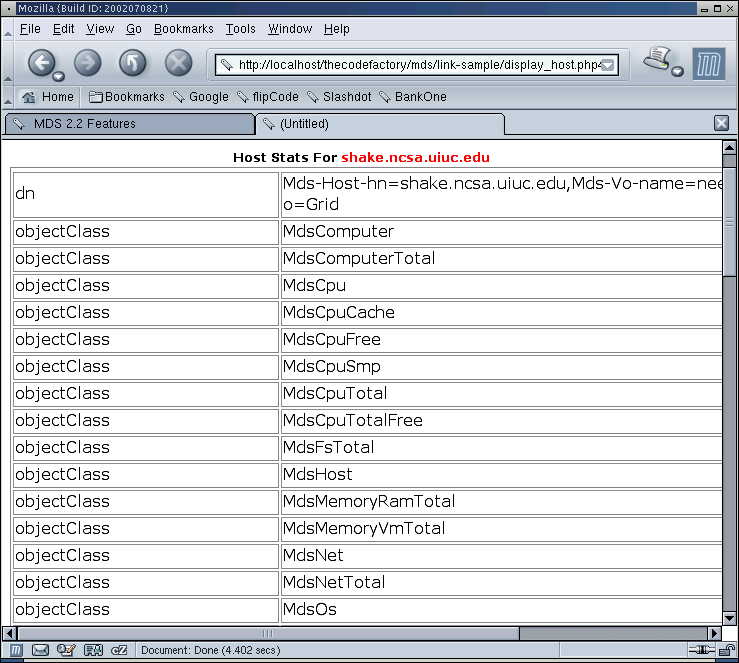 Mozilla {Build ID: 2002070821}
File Edit View Go Bookmarks Tools Window Help
http://localhost/thecodefactory/mds/link-sample/display_host.php4
Home Bookmarks Google flipCode Slashdot BankOne
MDS 2.2 Features (Untitled)
Host Stats For shake.ncsa.uiuc.edu
dn Mds-Host-hn=shake.ncsa.uiuc.edu,Mds-Vo-name=nee
o=Grid
objectClass MdsComputer
objectClass MdsComputerTotal
objectClass MdsCpu
objectClass MdsCpuCache
objectClass MdsCpuFree
objectClass MdsCpuSmp
objectClass MdsCpuTotal
objectClass MdsCpuTotalFree
objectClass MdsFsTotal
objectClass MdsHost
objectClass MdsMemoryRamTotal
objectClass MdsMemoryVmTotal
objectClass MdsNet
objectClass MdsNetTotal
objectClass MdsOs
Document: Done (4.402 secs)